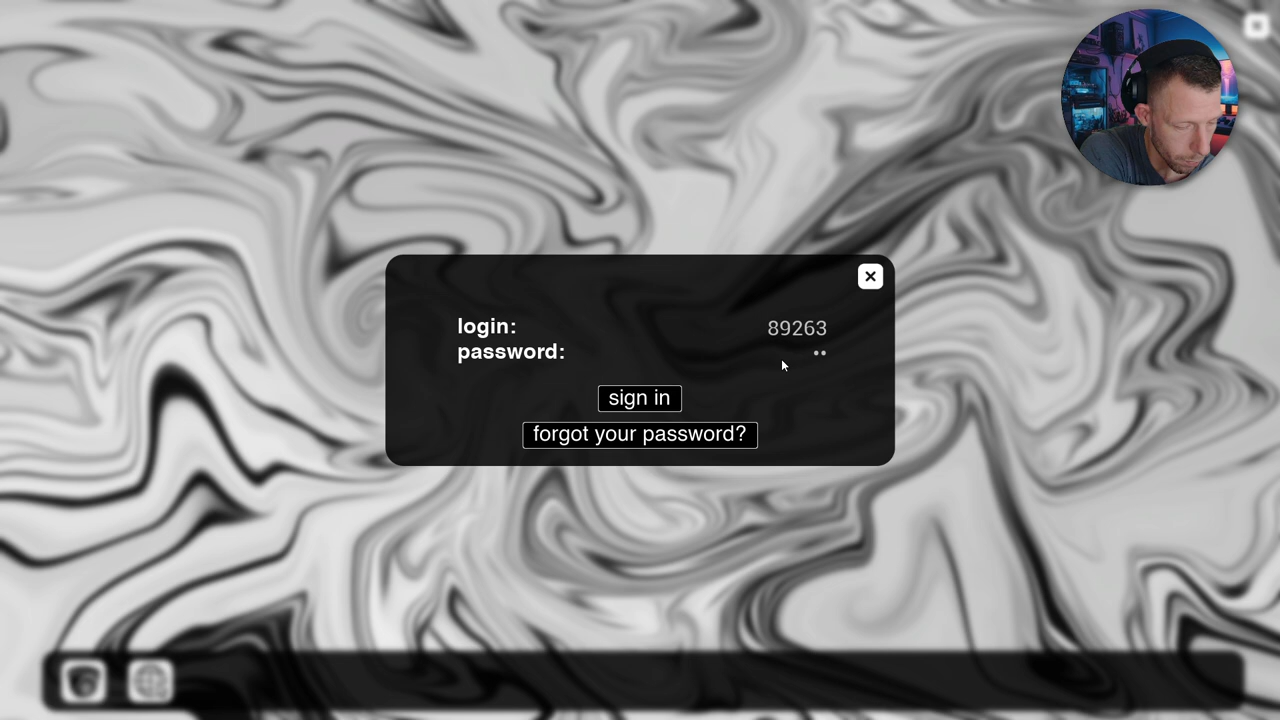 login: 89263
password: ••
sign in
forgot your password?